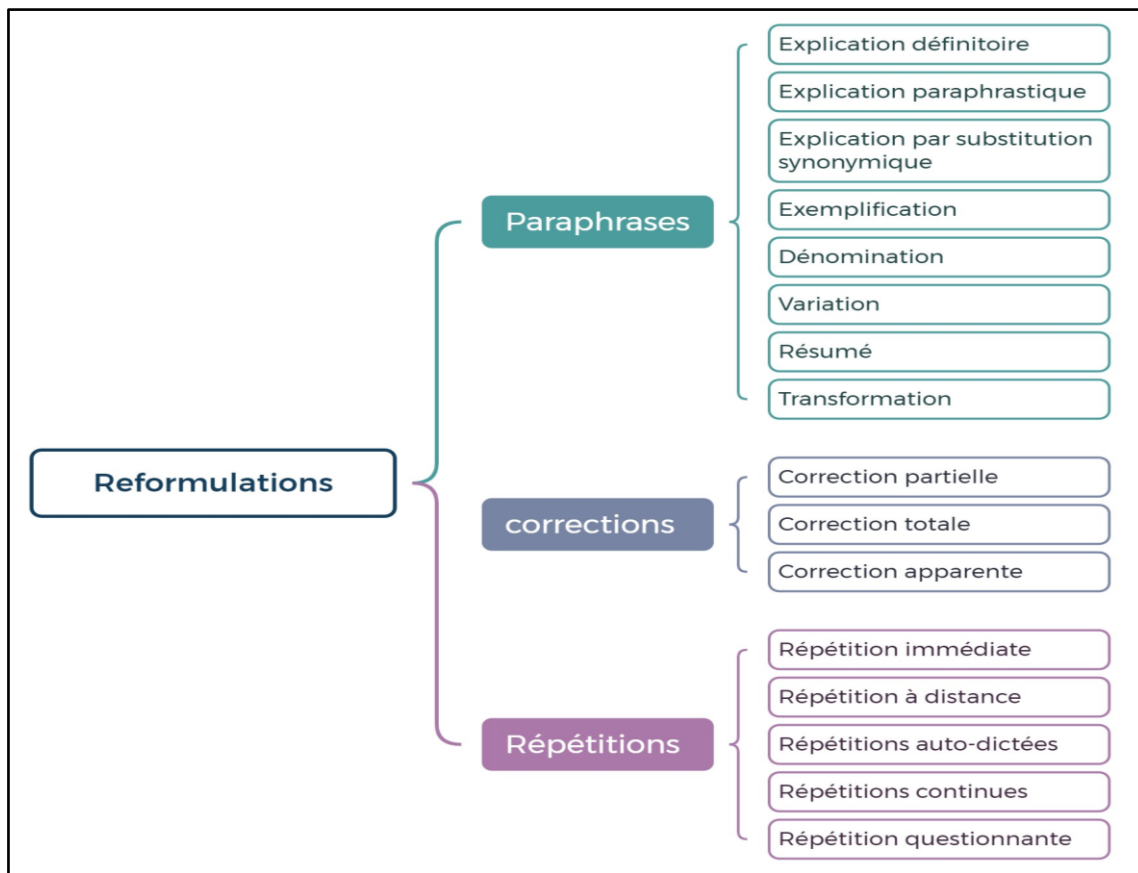 Explication définitoire
Explication paraphrastique
Explication par substitution
synonymique
Paraphrases
Exemplification
Dénomination
Variation
Résumé
Transformation
Reformulations
corrections
Correction partielle
Correction totale
Correction apparente
Répétitions
Répétition immédiate
Répétition à distance
Répétitions auto-dictées
Répétitions continues
Répétition questionnante